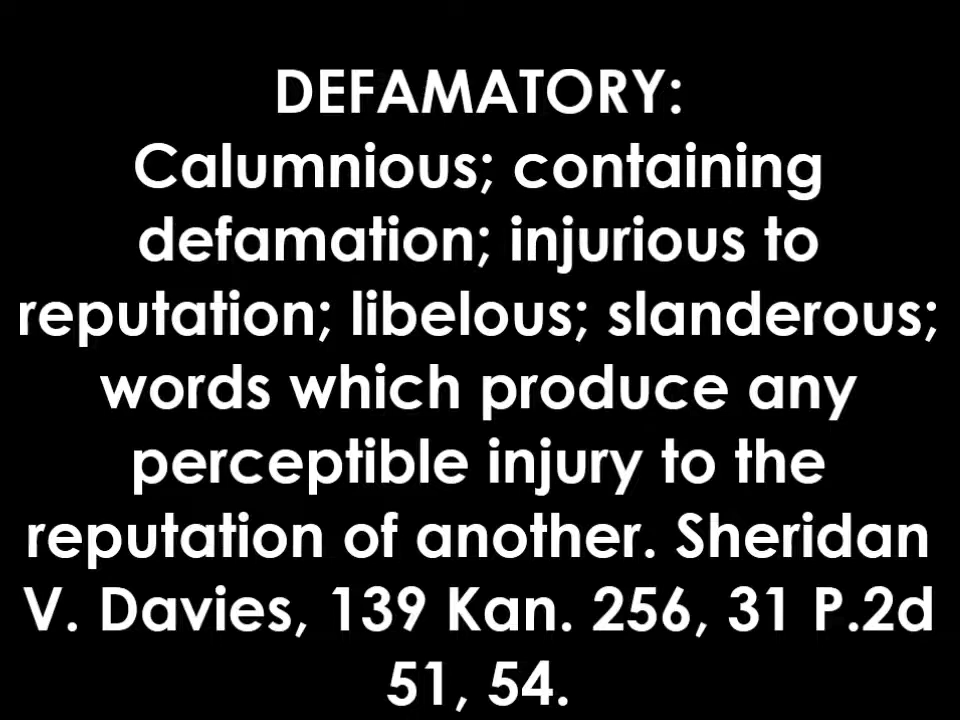 DEFAMATORY:
Calumnious; containing
defamation; injurious to
reputation; libelous; slanderous;
words which produce any
perceptible injury to the
reputation of another. Sheridan
V. Davies, 139 Kan. 256, 31 P.2d
51, 54.